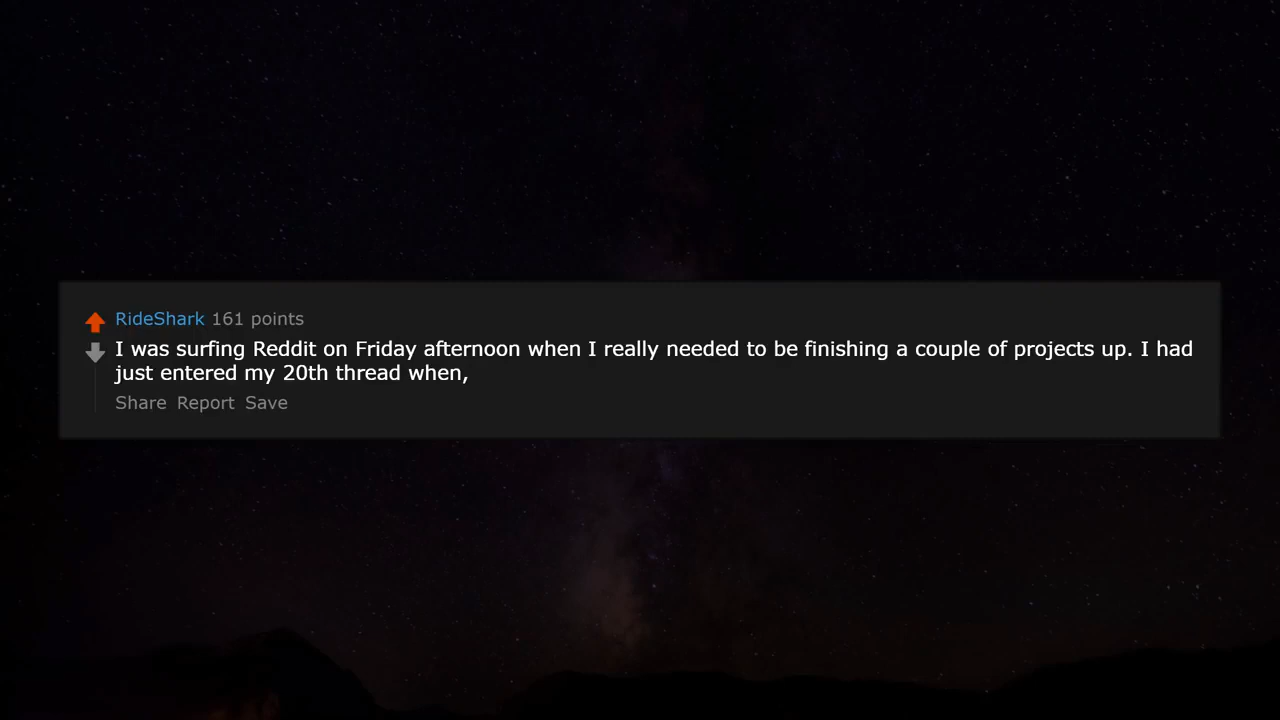 RideShark 161 points
I was surfing Reddit on Friday afternoon when I really needed to be finishing a couple of projects up. I had
just entered my 20th thread when,
Share Report Save